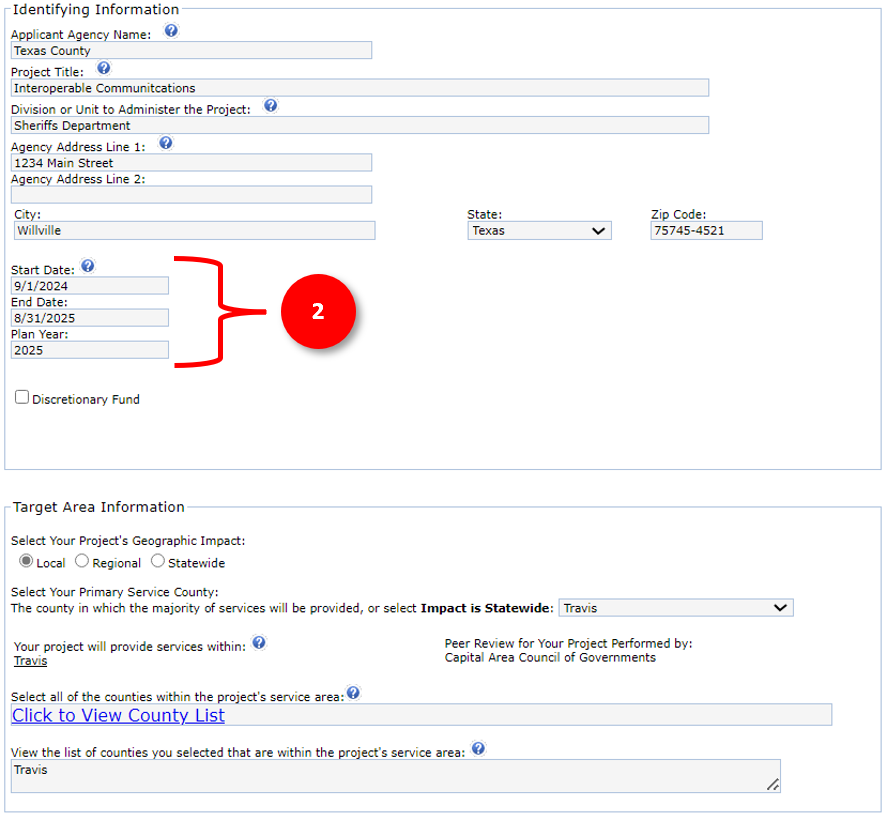 Identifying Information
Applicant Agency Name: ?
Texas County
Project Title: ?
Interoperable Communitcations
Division or Unit to Administer the Project: ?
Sheriffs Department
Agency Address Line 1: ?
1234 Main Street
Agency Address Line 2:
City: State: Zip Code:
Willville Texas 75745-4521
Start Date: ?
9/1/2024
End Date:
8/31/2025
2
Plan Year:
2025
Discretionary Fund
Target Area Information
Select Your Project's Geographic Impact:
Local Regional Statewide
Select Your Primary Service County:
The county in which the majority of services will be provided, or select Impact is Statewide: Travis
Your project will provide services within: ?
Travis
Peer Review for Your Project Performed by:
Capital Area Council of Governments
Select all of the counties within the project's service area: ?
Click to View County List
View the list of counties you selected that are within the project's service area: ?
Travis